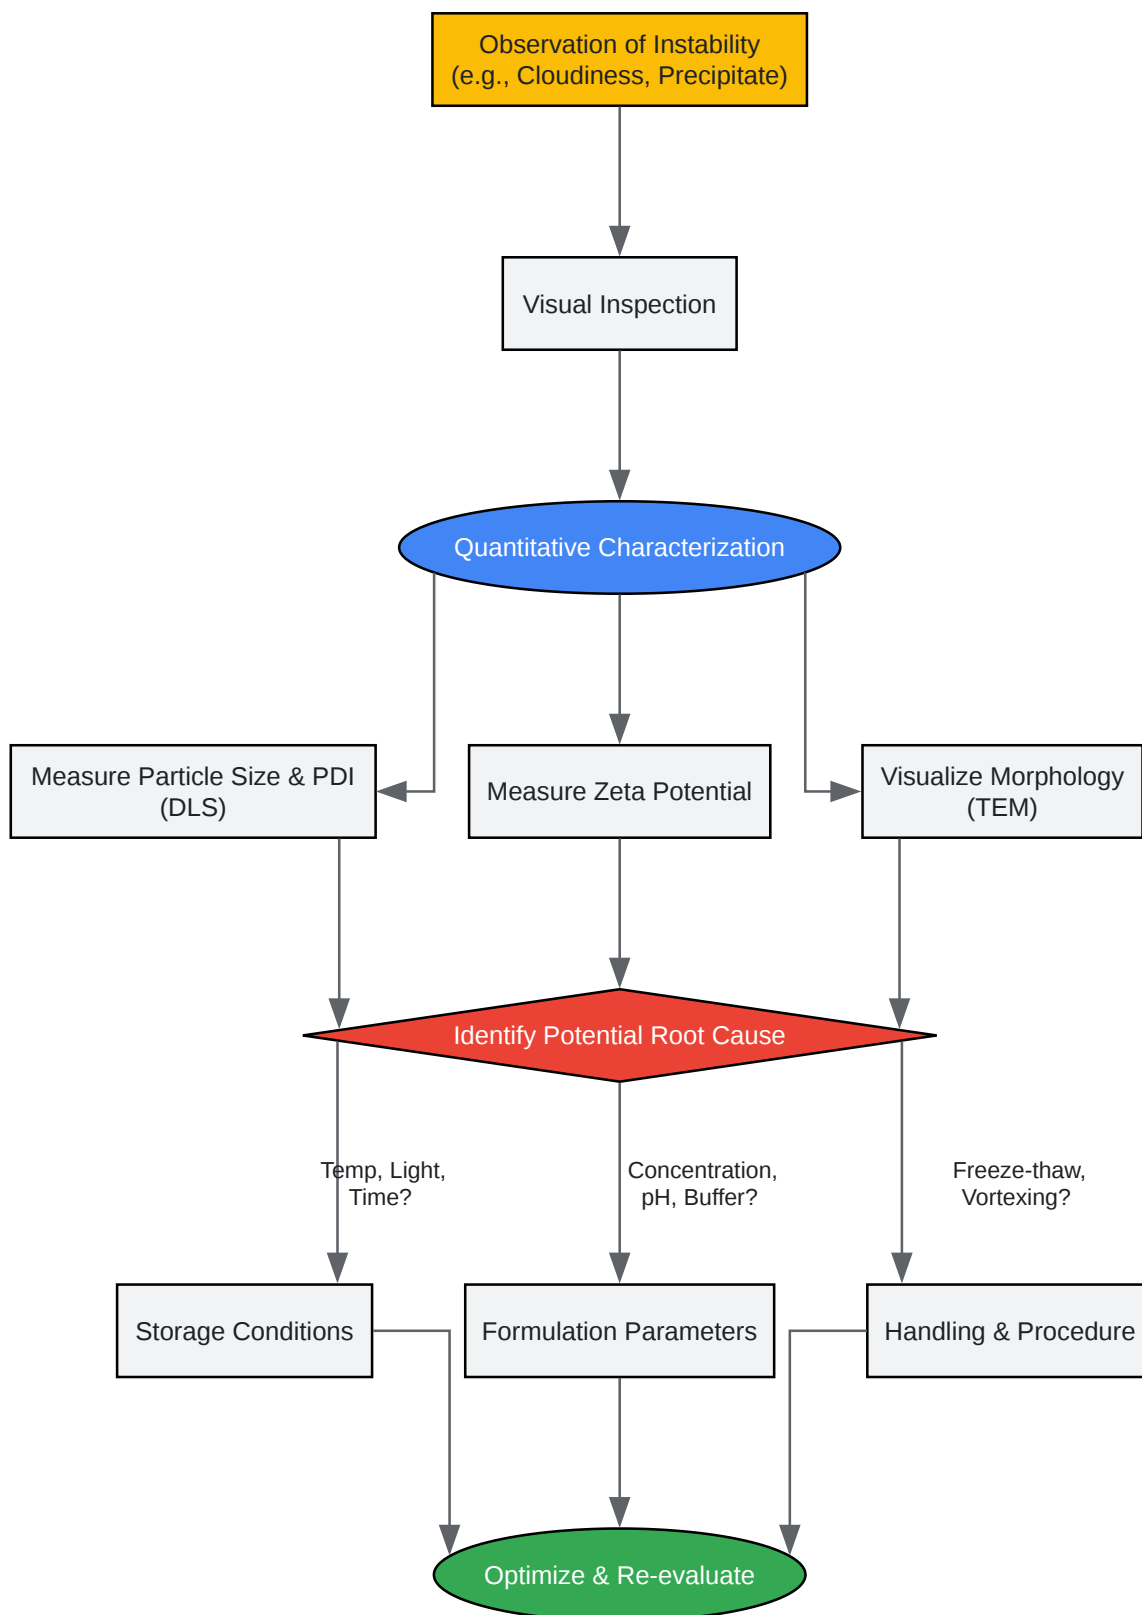 Observation of Instability
(e.g., Cloudiness, Precipitate)
Visual Inspection
Quantitative Characterization
Measure Particle Size & PDI
(DLS)
Measure Zeta Potential
Visualize Morphology
(TEM)
Identify Potential Root Cause
Temp, Light,
Time?
Concentration,
pH, Buffer?
Freeze-thaw,
Vortexing?
Storage Conditions
Formulation Parameters
Handling & Procedure
Optimize & Re-evaluate